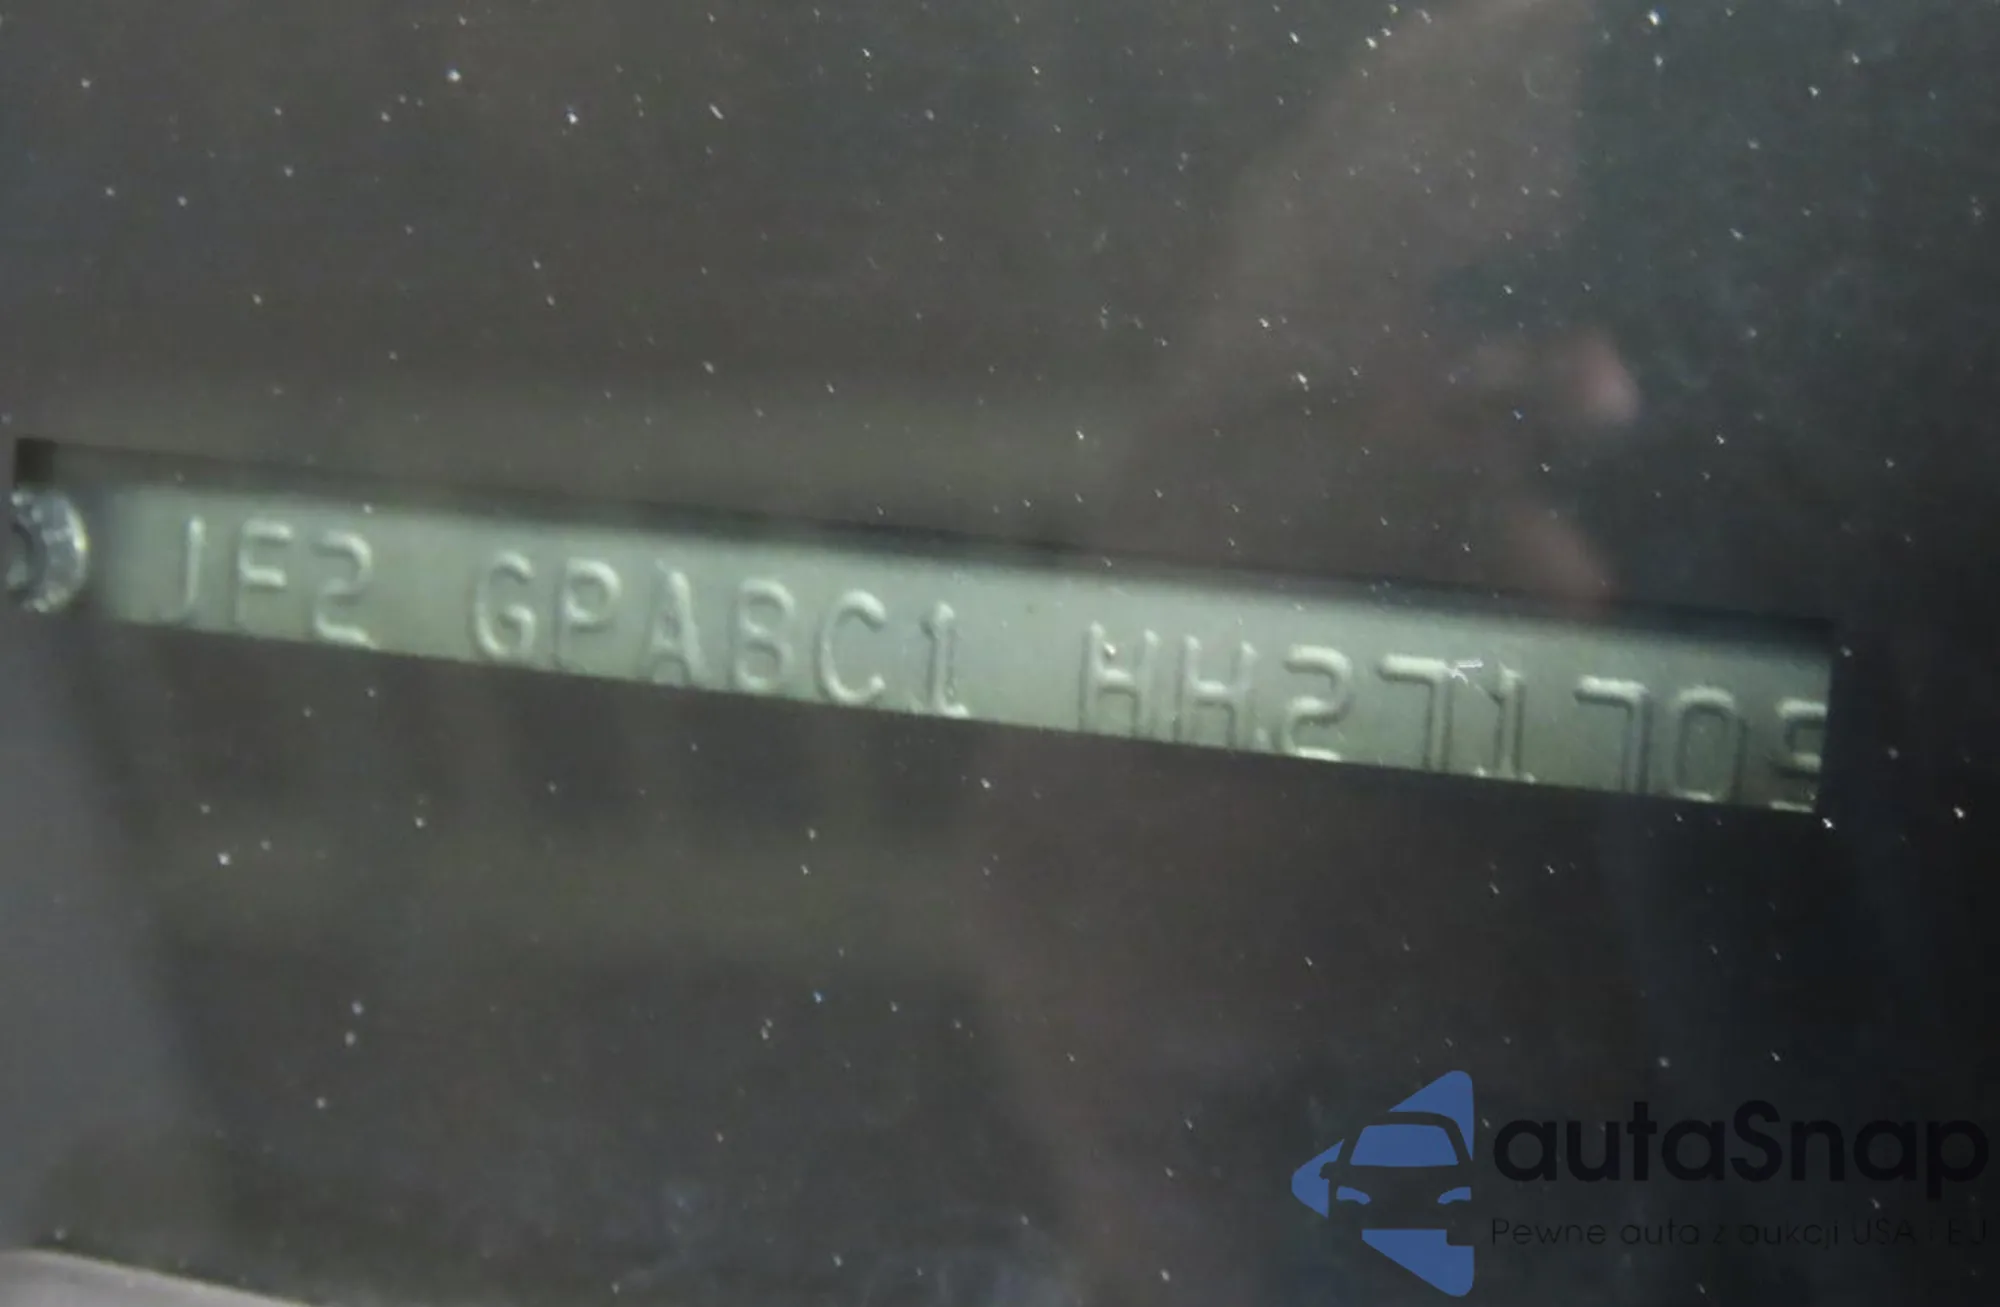 JF2 GPABC1 HH271705
autaSnap
Pewne auta z aukcji USA i EU